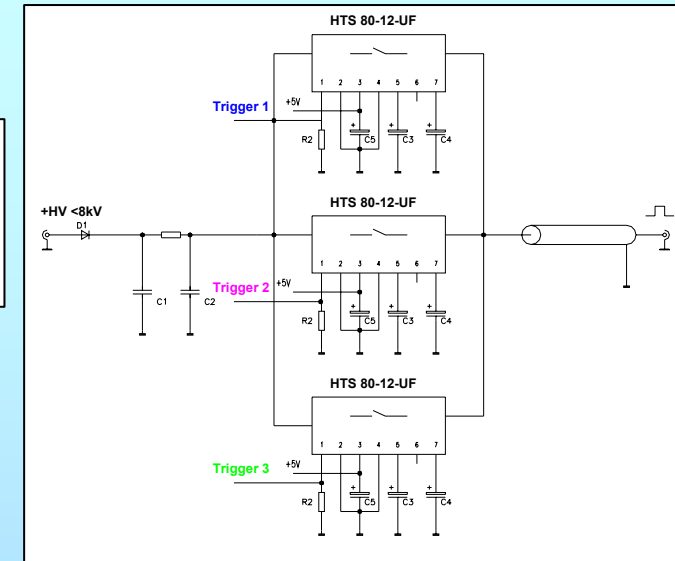 HTS 80-12-UF
1 2 3 4 5 6 7
Trigger 1
+5V
+ + +
R2 C5 C3 C4
+HV <8kV
D1
C1 C2
HTS 80-12-UF
1 2 3 4 5 6 7
Trigger 2
+5V
+ + +
R2 C5 C3 C4
HTS 80-12-UF
1 2 3 4 5 6 7
Trigger 3
+5V
+ + +
R2 C5 C3 C4